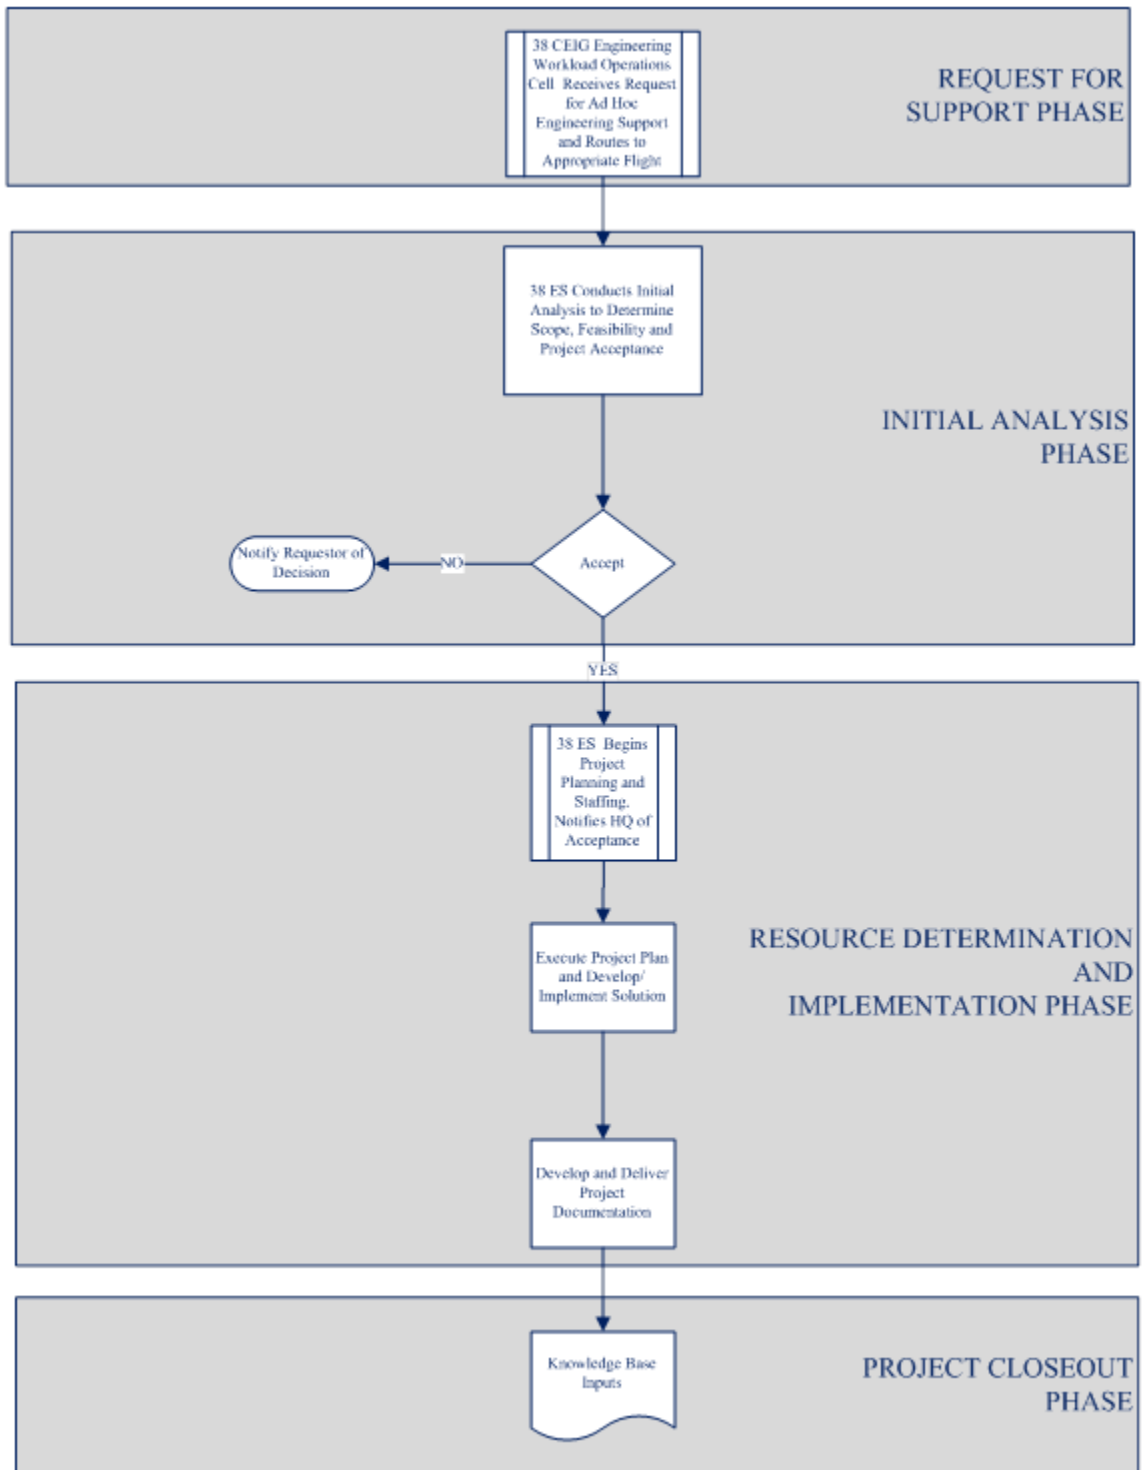 38 CEIG Engineering
Workload Operations
Cell Receives Request
for Ad Hoc
Engineering Support
and Routes to
Appropriate Flight
REQUEST FOR
SUPPORT PHASE
38 ES Conducts Initial
Analysis to Determine
Scope, Feasibility and
Project Acceptance
INITIAL ANALYSIS
PHASE
Notify Requestor of
Decision
NO
Accept
YES
38 ES Begins
Project
Planning and
Staffing.
Notifies HQ of
Acceptance
Execute Project Plan
and Develop/
Implement Solution
RESOURCE DETERMINATION
AND
IMPLEMENTATION PHASE
Develop and Deliver
Project
Documentation
Knowledge Base
Inputs
PROJECT CLOSEOUT
PHASE